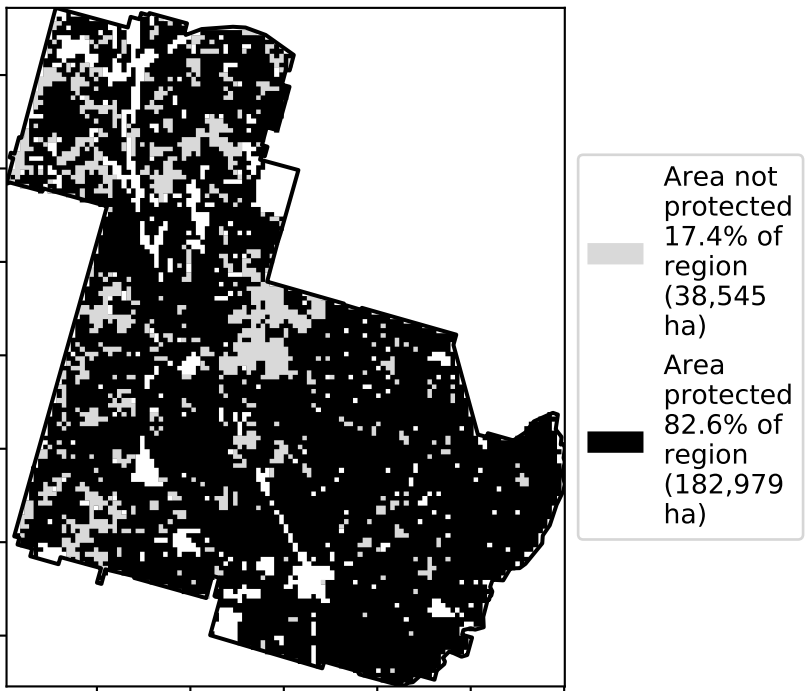 Area not
protected
17.4% of
region
(38,545
ha)
Area
protected
82.6% of
region
(182,979
ha)